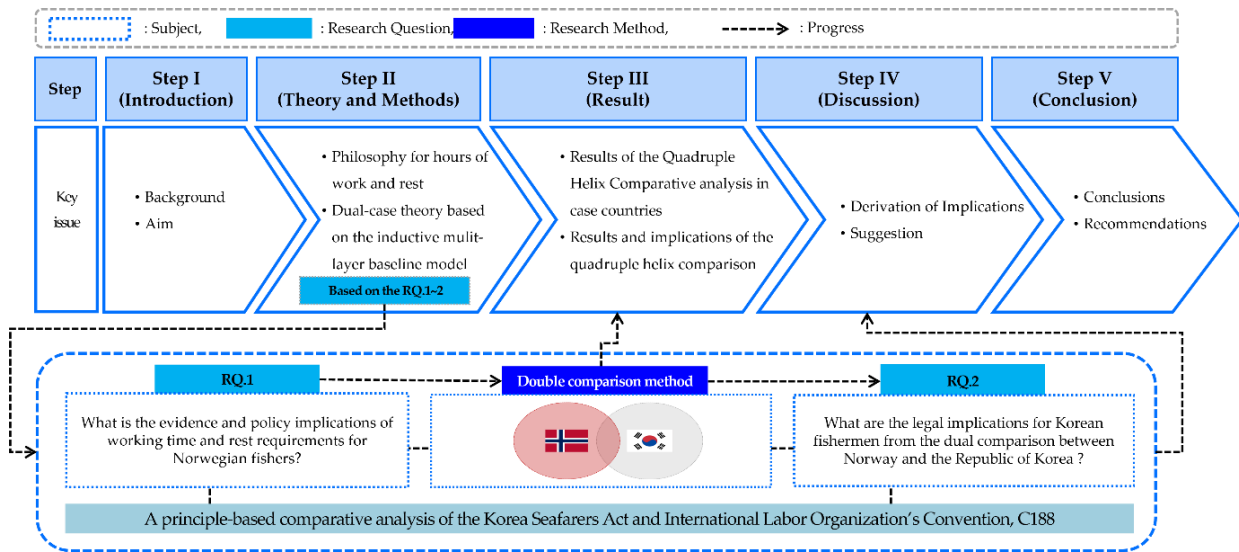 : Subject,
: Research Question,
: Research Method,
: Progress
Step
Step I
(Introduction)
Step II
(Theory and Methods)
Step III
(Result)
Step IV
(Discussion)
Step V
(Conclusion)
Key
issue
• Background
• Aim
• Philosophy for hours of
work and rest
• Dual-case theory based
on the inductive mulit-
layer baseline model
Based on the RQ.1~2
• Results of the Quadruple
Helix Comparative analysis in
case countries
• Results and implications of the
quadruple helix comparison
• Derivation of Implications
• Suggestion
• Conclusions
• Recommendations
RQ.1
Double comparison method
RQ.2
What is the evidence and policy implications of
working time and rest requirements for
Norwegian fishers?
What are the legal implications for Korean
fishermen from the dual comparison between
Norway and the Republic of Korea ?
A principle-based comparative analysis of the Korea Seafarers Act and International Labor Organization's Convention, C188